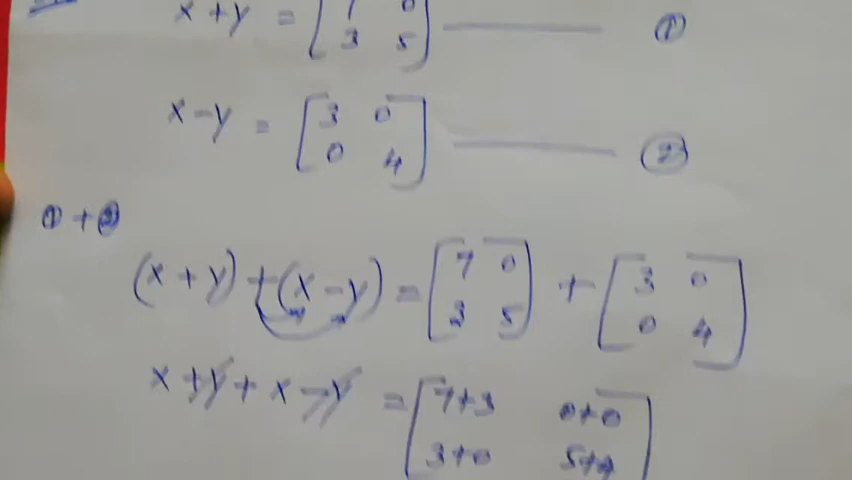 x + y = [7 0
3 5] ——— ①
x - y = [3 0
0 4] ——— ②
① + ②
(x + y) + (x - y) = [7 0 + [3 0
3 5] 0 4]
x + y + x - y = [7+3 0+0
3+0 5+4]